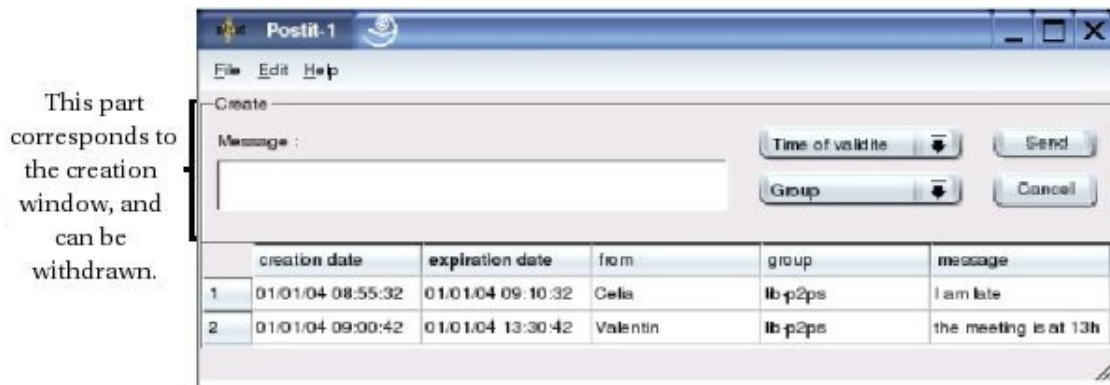 Postit-1
File Edit Help
This part
corresponds to
the creation
window, and
can be
withdrawn.
Create
Message :
Time of validite
Send
Group
Cancel
creation date expiration date from group message
1 01/01/04 08:55:32 01/01/04 09:10:32 Celia lib-p2ps I am late
2 01/01/04 09:00:42 01/01/04 13:30:42 Valentin lib-p2ps the meeting is at 13h